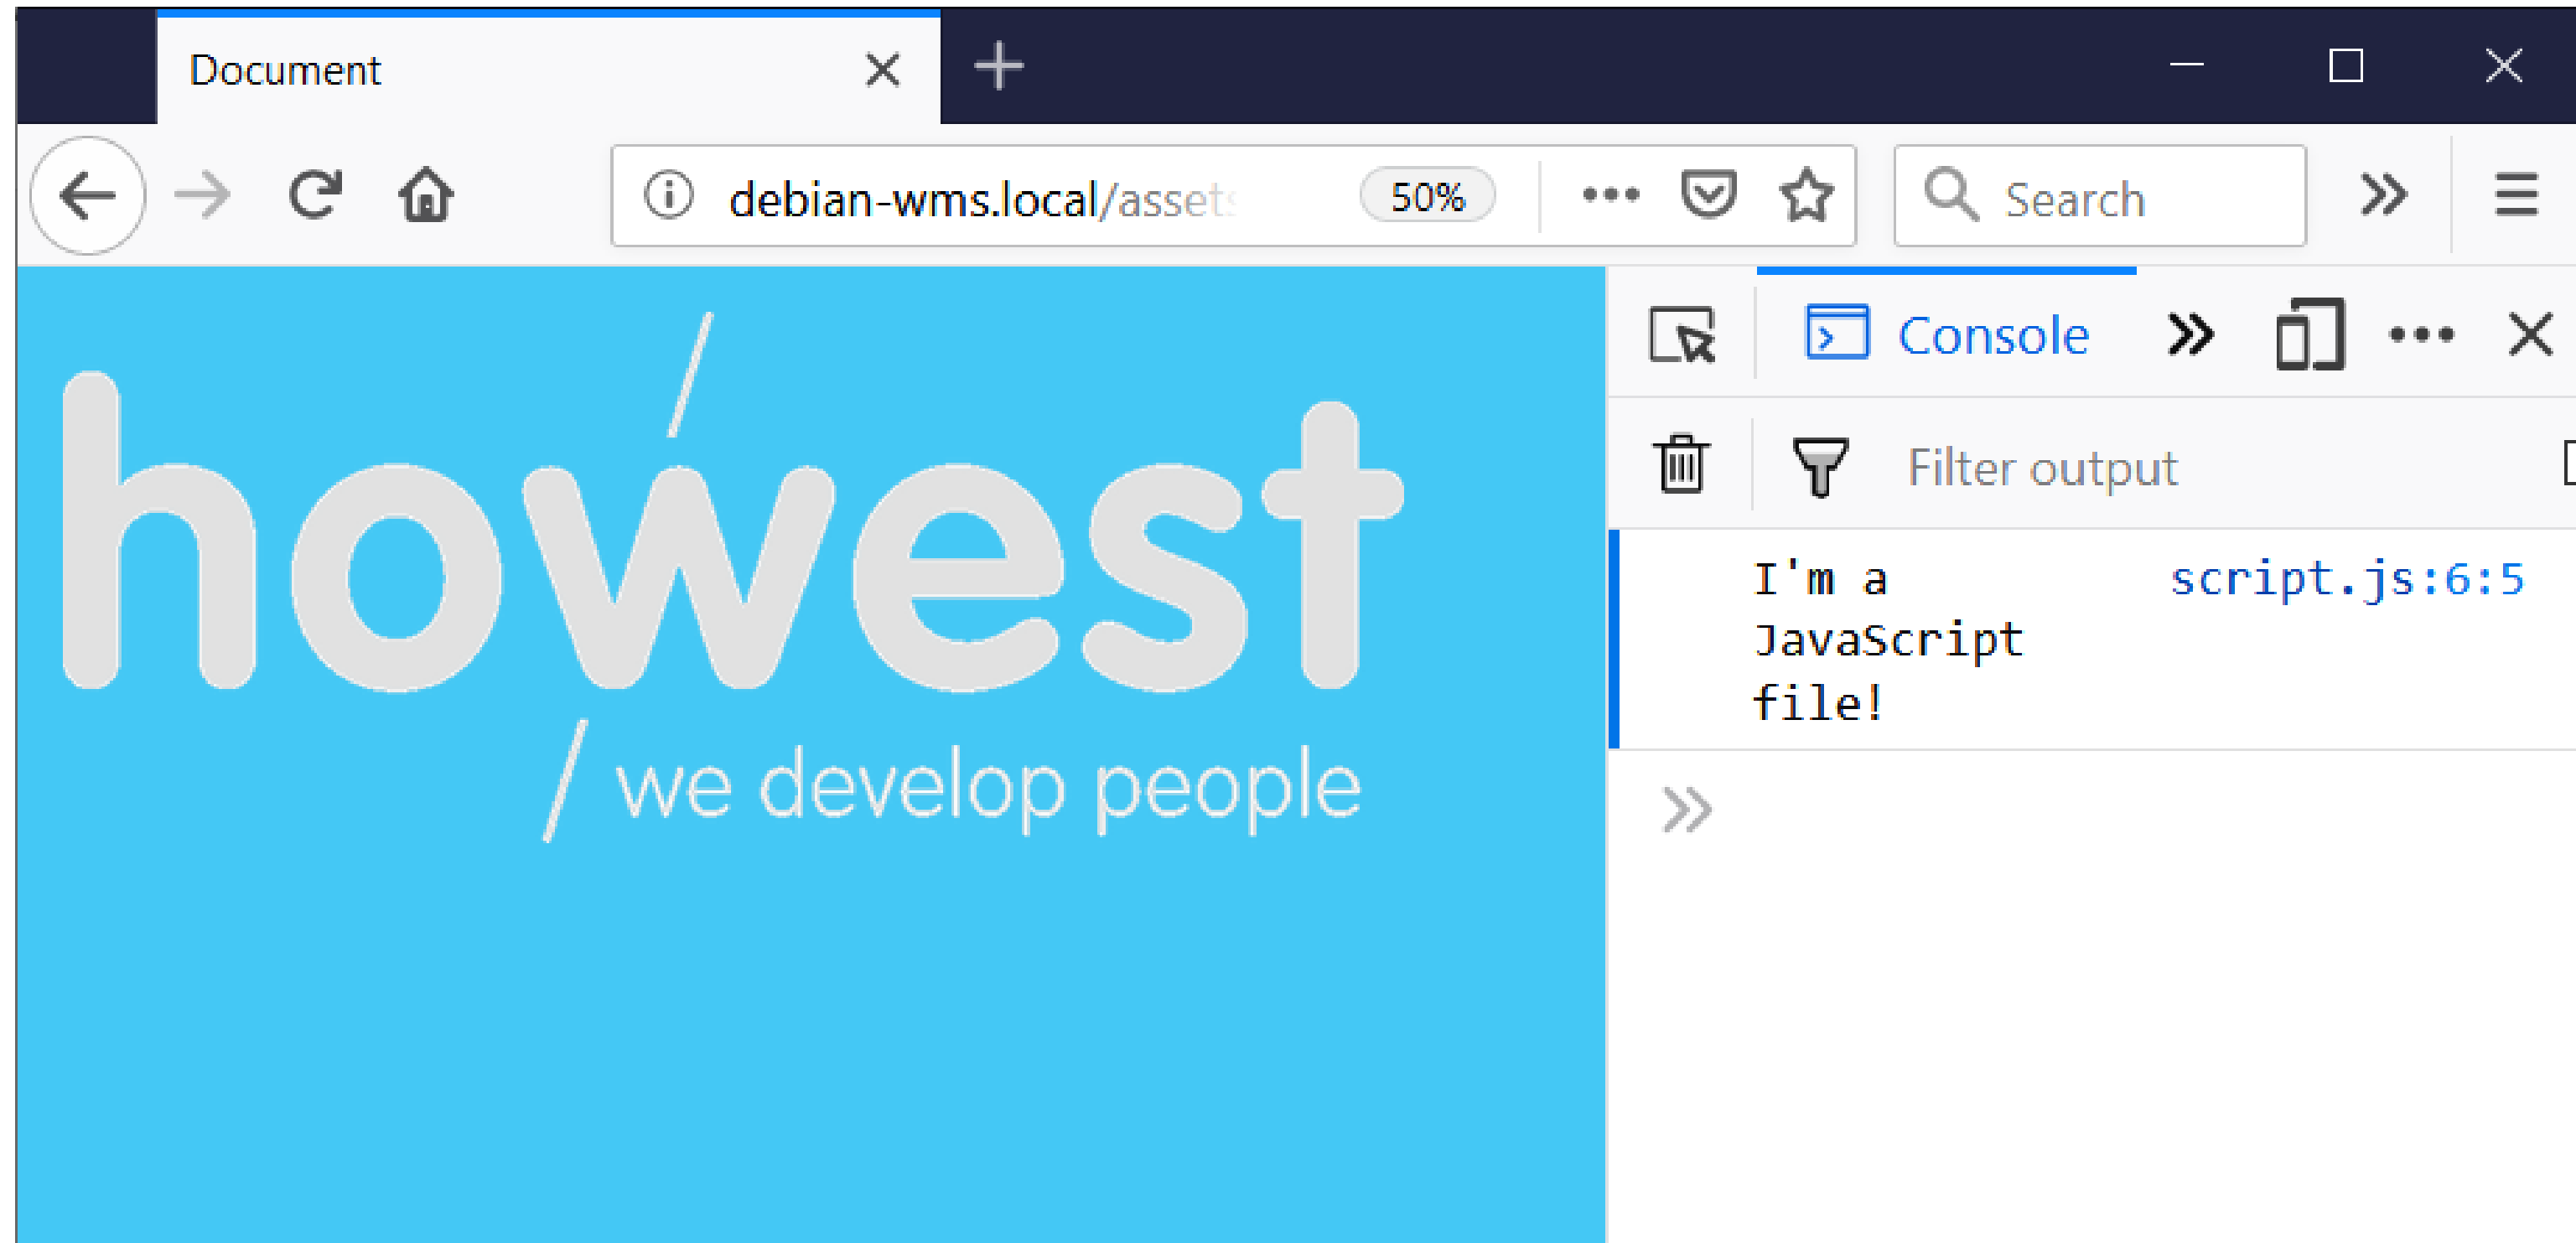 Document
debian-wms.local/assets
50%
Search
howest
we develop people
Console
Filter output
I'm a script.js:6:5
JavaScript
file!